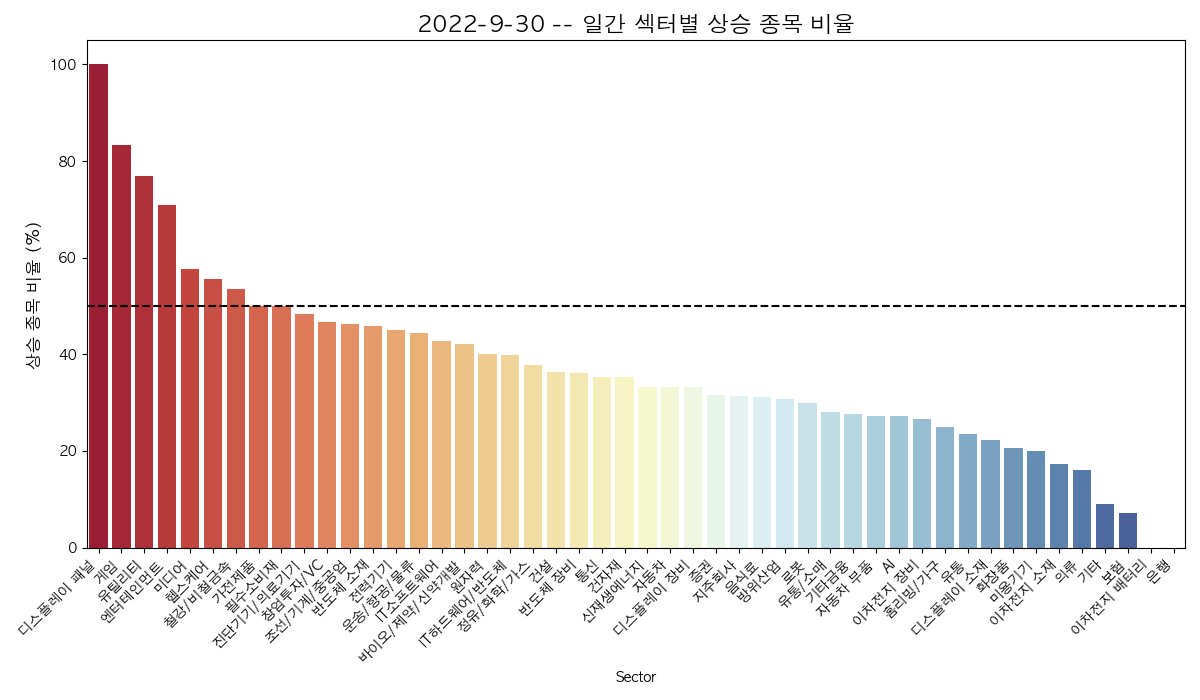 2022-9-30 -- 일간 섹터별 상승 종목 비율
상승 종목 비율 (%)
100
80
60
40
20
0
디스플레이 패널
게임
유틸리티
엔터테인먼트
미디어
헬스케어
철강/비철금속
가전제품
필수소비재
진단기기/의료기기
창업투자/VC
조선/기계/중공업
반도체 소재
전력기기
운송/항공/물류
IT소프트웨어
바이오/제약/신약개발
원자력
IT하드웨어/반도체
정유/화학/가스
건설
반도체 장비
통신
건자재
신재생에너지
자동차
디스플레이 장비
증권
지주회사
음식료
방위산업
로봇
유통/소매
기타금융
자동차 부품
AI
이차전지 장비
홈리빙/가구
유통
디스플레이 소재
화장품
미용기기
이차전지 소재
의류
기타
보험
이차전지 배터리
은행
Sector